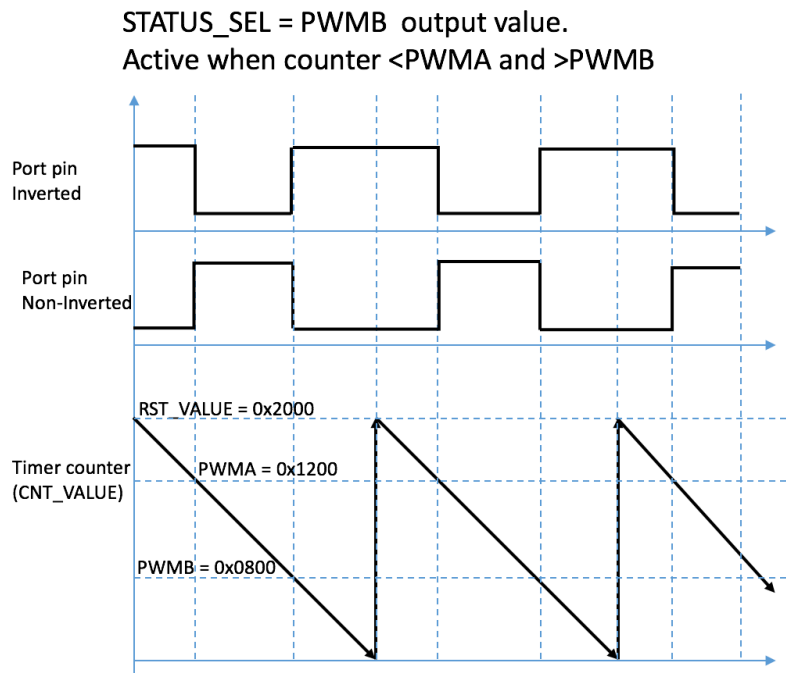 STATUS_SEL = PWMB output value.
Active when counter <PWMA and >PWMB
Port pin
Inverted
Port pin
Non-Inverted
RST_VALUE = 0x2000
Timer counter
(CNT_VALUE)
PWMA = 0x1200
PWMB = 0x0800